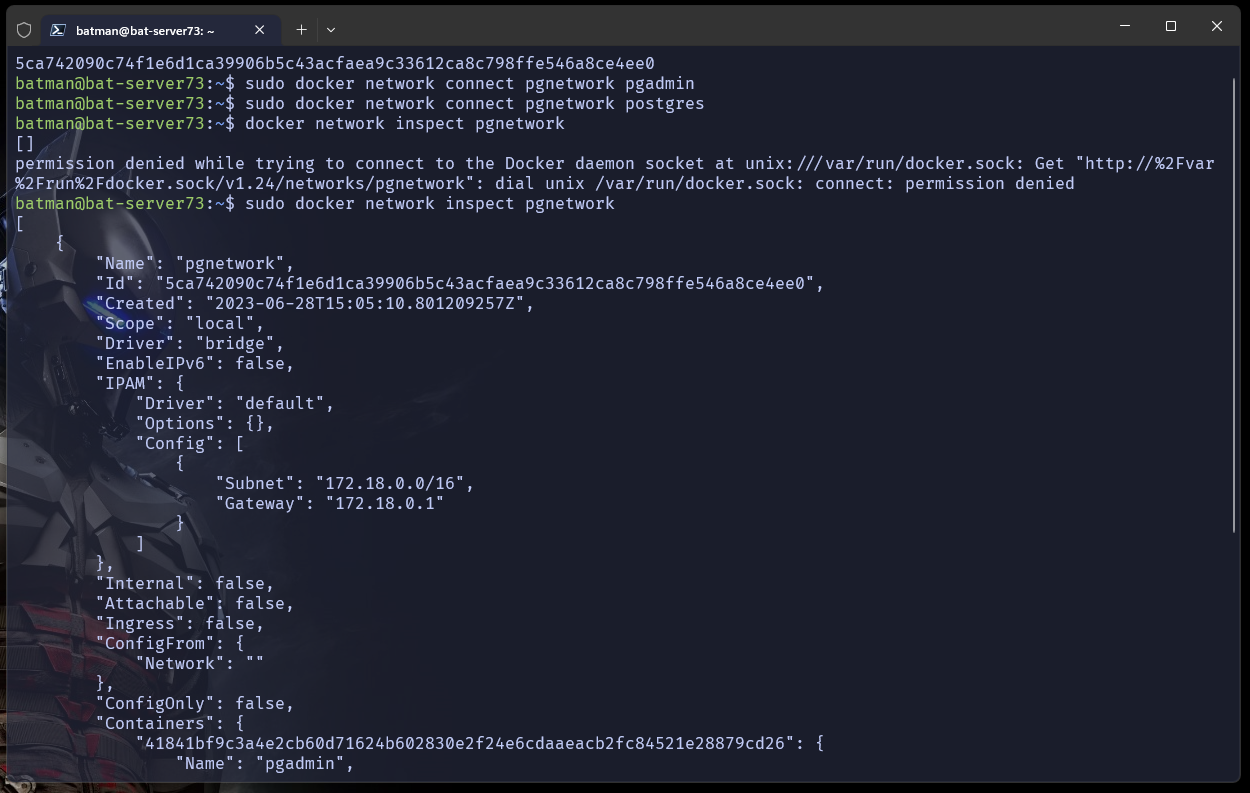 batman@bat-server73: ~
5ca742090c74f1e6d1ca39906b5c43acfaea9c33612ca8c798ffe546a8ce4ee0
batman@bat-server73:~$ sudo docker network connect pgnetwork pgadmin
batman@bat-server73:~$ sudo docker network connect pgnetwork postgres
batman@bat-server73:~$ docker network inspect pgnetwork
[]
permission denied while trying to connect to the Docker daemon socket at unix:///var/run/docker.sock: Get "http://%2Fvar
%2Frun%2Fdocker.sock/v1.24/networks/pgnetwork": dial unix /var/run/docker.sock: connect: permission denied
batman@bat-server73:~$ sudo docker network inspect pgnetwork
[
    {
        "Name": "pgnetwork",
        "Id": "5ca742090c74f1e6d1ca39906b5c43acfaea9c33612ca8c798ffe546a8ce4ee0",
        "Created": "2023-06-28T15:05:10.801209257Z",
        "Scope": "local",
        "Driver": "bridge",
        "EnableIPv6": false,
        "IPAM": {
            "Driver": "default",
            "Options": {},
            "Config": [
                {
                    "Subnet": "172.18.0.0/16",
                    "Gateway": "172.18.0.1"
                }
            ]
        },
        "Internal": false,
        "Attachable": false,
        "Ingress": false,
        "ConfigFrom": {
            "Network": ""
        },
        "ConfigOnly": false,
        "Containers": {
            "41841bf9c3a4e2cb60d71624b602830e2f24e6cdaaeacb2fc84521e28879cd26": {
                "Name": "pgadmin",